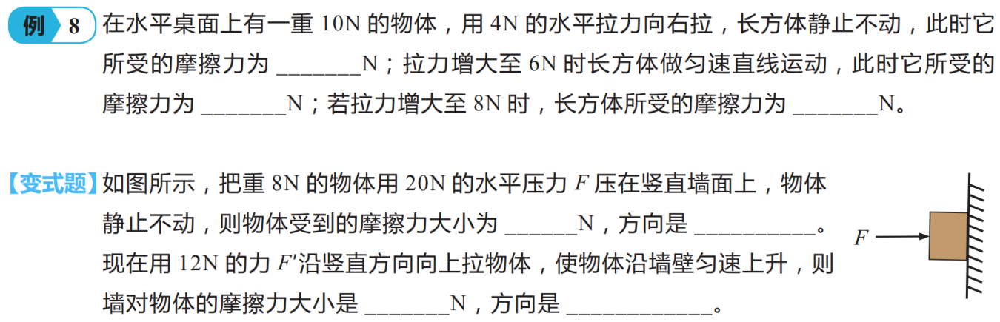 例 8 在水平桌面上有一重 10N 的物体，用 4N 的水平拉力向右拉，长方体静止不动，此时它
所受的摩擦力为 _______N；拉力增大至 6N 时长方体做匀速直线运动，此时它所受的
摩擦力为 _______N；若拉力增大至 8N 时，长方体所受的摩擦力为 _______N。
【变式题】如图所示，把重 8N 的物体用 20N 的水平压力 F 压在竖直墙面上，物体
静止不动，则物体受到的摩擦力大小为 ______N，方向是 __________。
现在用 12N 的力 F′沿竖直方向向上拉物体，使物体沿墙壁匀速上升，则
墙对物体的摩擦力大小是 _______N，方向是 ____________。
F